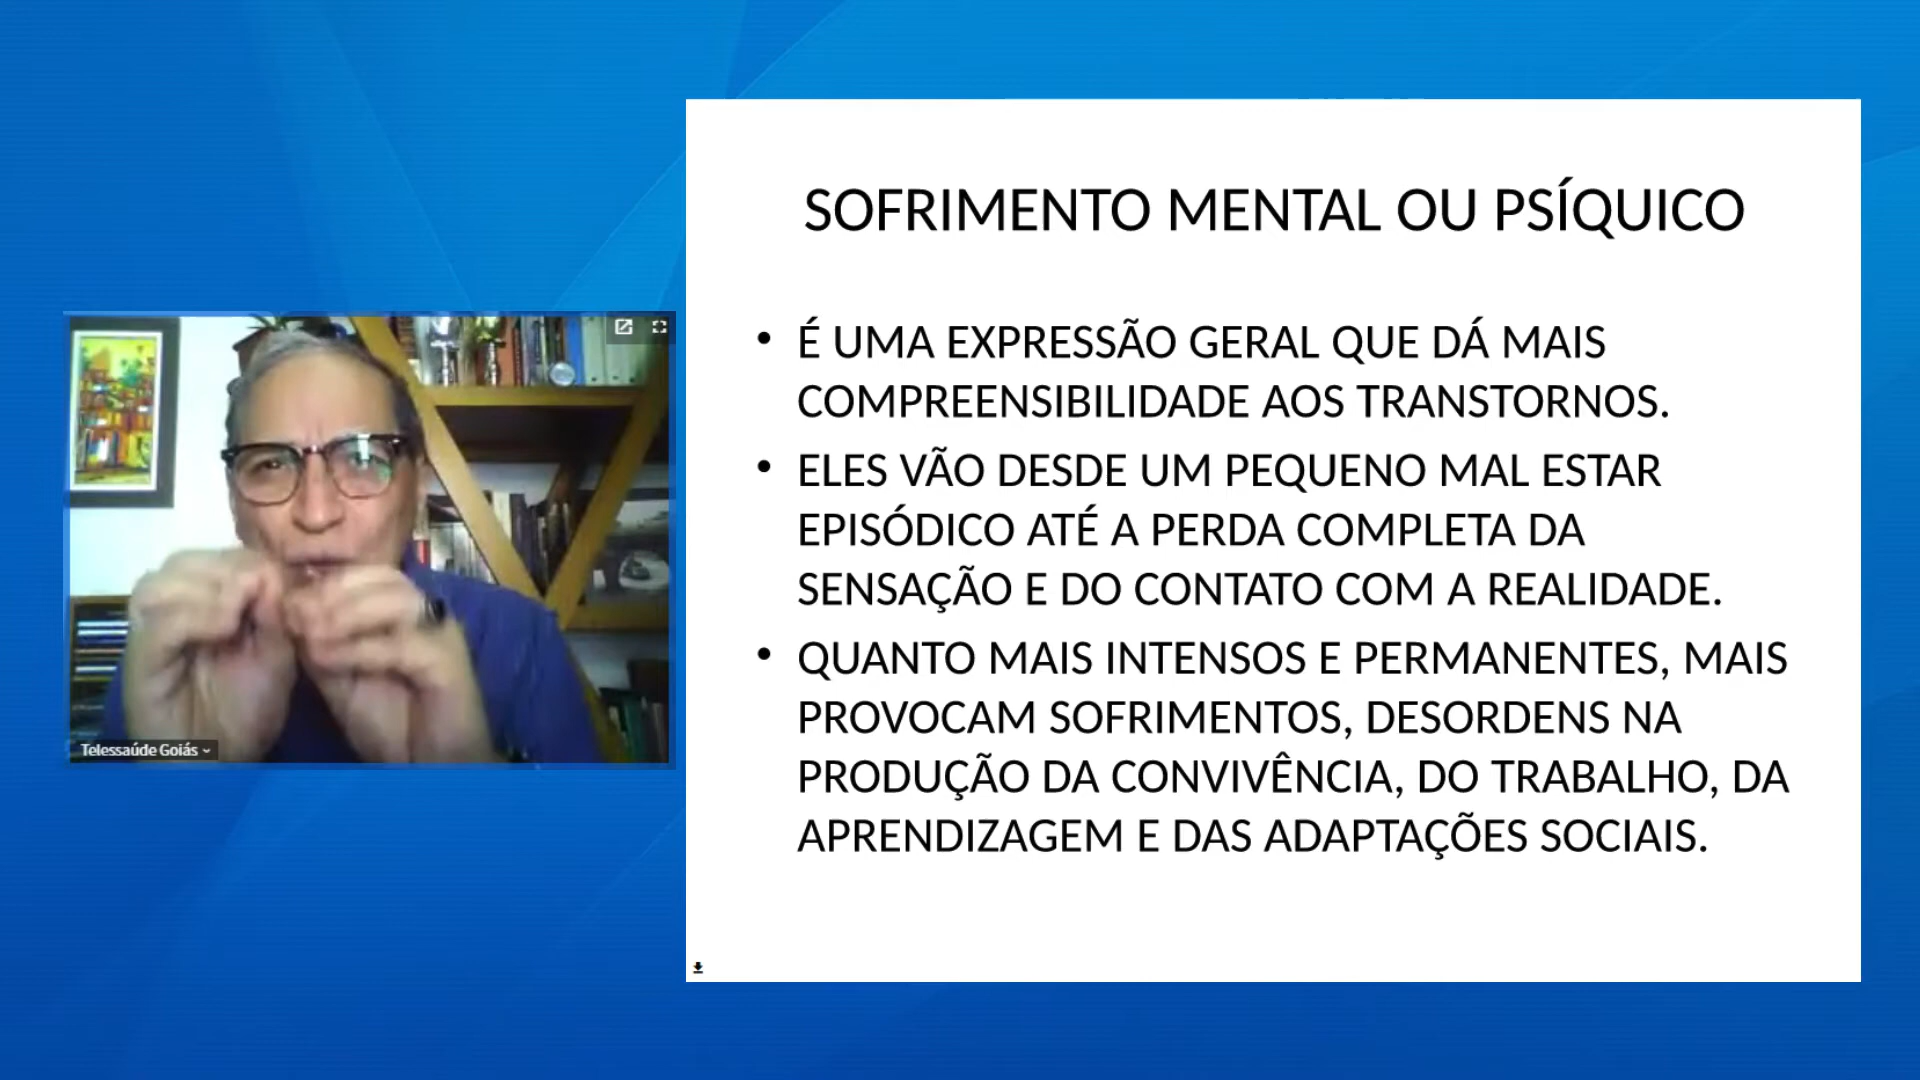 SOFRIMENTO MENTAL OU PSÍQUICO
• É UMA EXPRESSÃO GERAL QUE DÁ MAIS
COMPREENSIBILIDADE AOS TRANSTORNOS.
• ELES VÃO DESDE UM PEQUENO MAL ESTAR
EPISÓDICO ATÉ A PERDA COMPLETA DA
SENSAÇÃO E DO CONTATO COM A REALIDADE.
• QUANTO MAIS INTENSOS E PERMANENTES, MAIS
PROVOCAM SOFRIMENTOS, DESORDENS NA
PRODUÇÃO DA CONVIVÊNCIA, DO TRABALHO, DA
APRENDIZAGEM E DAS ADAPTAÇÕES SOCIAIS.
Telessaúde Goiás